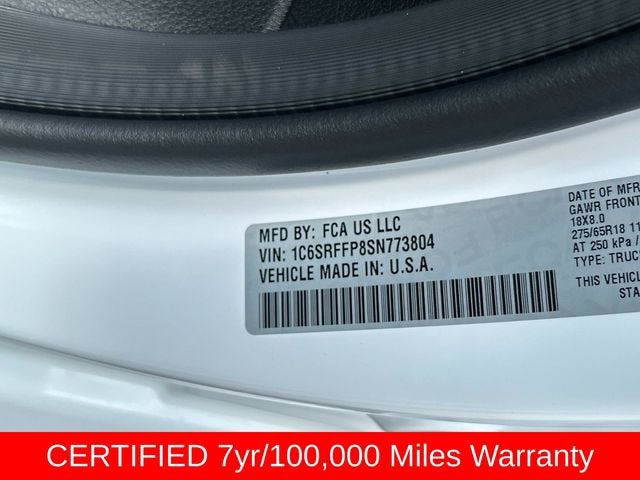 MFD BY: FCA US LLC
VIN: 1C6SRFFP8SN773804
VEHICLE MADE IN: U.S.A.
DATE OF MFR
GAWR FRONT
18X8.0
275/65R18 11
AT 250 kPa /
TYPE: TRUC
THIS VEHICL
STA
CERTIFIED 7yr/100,000 Miles Warranty